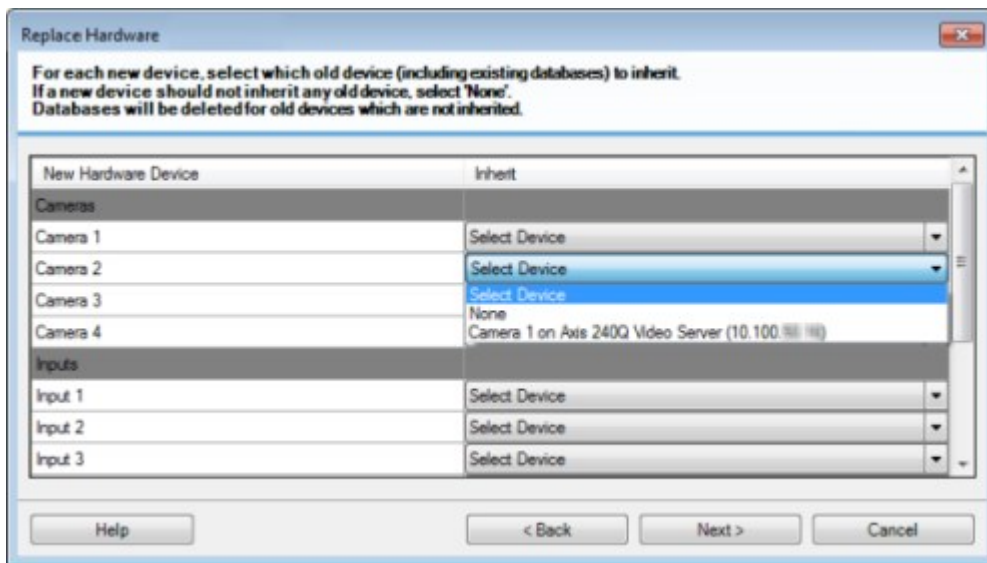 Replace Hardware
For each new device, select which old device (including existing databases) to inherit.
If a new device should not inherit any old device, select 'None'.
Databases will be deleted for old devices which are not inherited.
New Hardware Device Inherit
Cameras
Camera 1 Select Device
Camera 2 Select Device
Select Device
Camera 3
None
Camera 4 Camera 1 on Axis 240Q Video Server (10.100.
Inputs
Input 1 Select Device
Input 2 Select Device
Input 3 Select Device
Help < Back Next > Cancel